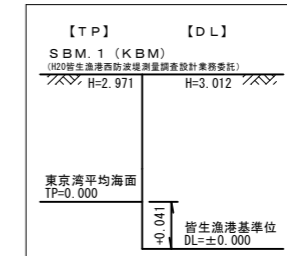 【TP】 【DL】
SBM.1(KBM)
(H20皆生漁港西防波堤測量調査設計業務委託)
H=2.971 H=3.012
東京湾平均海面
TP=0.000
+0.041
皆生漁港基準位
DL=±0.000